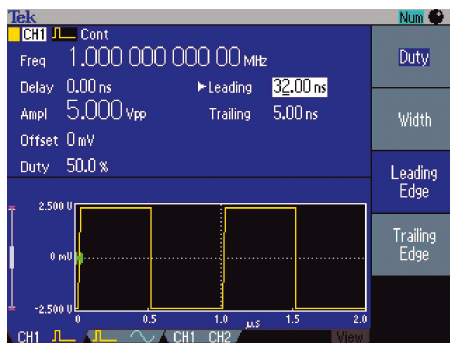 Tek
Num
CH1 Cont
Freq 1.000 000 000 00 MHz
Delay 0.00 ns
Leading 32.00 ns
Ampl 5.000 Vpp
Trailing 5.00 ns
Offset 0 mV
Duty 50.0 %
Duty
Width
Leading
Edge
Trailing
Edge
2.500 V
0 mV
-2.500 V
0 0.5 1.0 1.5 2.0
µs
CH1 CH1 CH2 View